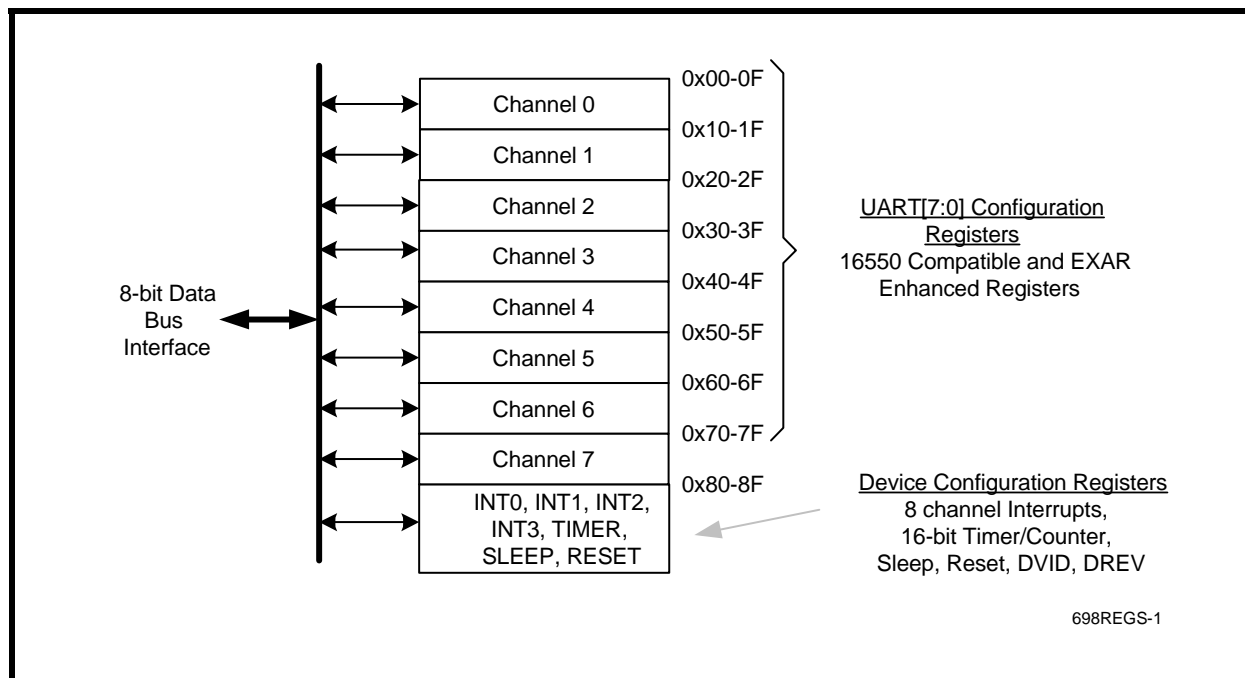 8-bit Data
Bus
Interface
Channel 0
Channel 1
Channel 2
Channel 3
Channel 4
Channel 5
Channel 6
Channel 7
INT0, INT1, INT2,
INT3, TIMER,
SLEEP, RESET
0x00-0F
0x10-1F
0x20-2F
0x30-3F
0x40-4F
0x50-5F
0x60-6F
0x70-7F
0x80-8F
UART[7:0] Configuration
Registers
16550 Compatible and EXAR
Enhanced Registers
Device Configuration Registers
8 channel Interrupts,
16-bit Timer/Counter,
Sleep, Reset, DVID, DREV
698REGS-1